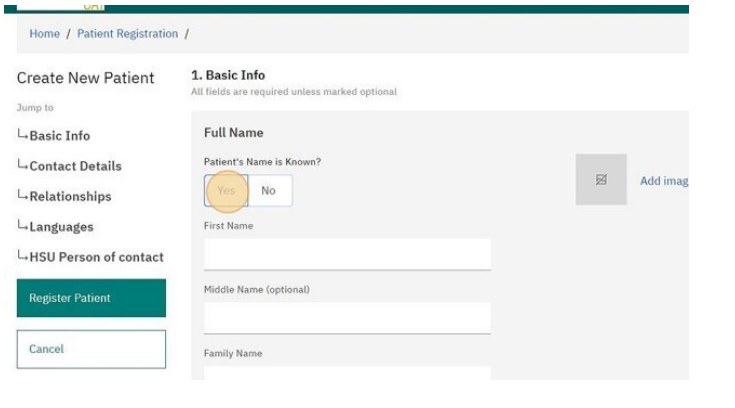 Home / Patient Registration /
Create New Patient
Jump to
Basic Info
Contact Details
Relationships
Languages
HSU Person of contact
Register Patient
Cancel
1. Basic Info
All fields are required unless marked optional
Full Name
Patient's Name is Known?
Yes No
Add imag
First Name
Middle Name (optional)
Family Name